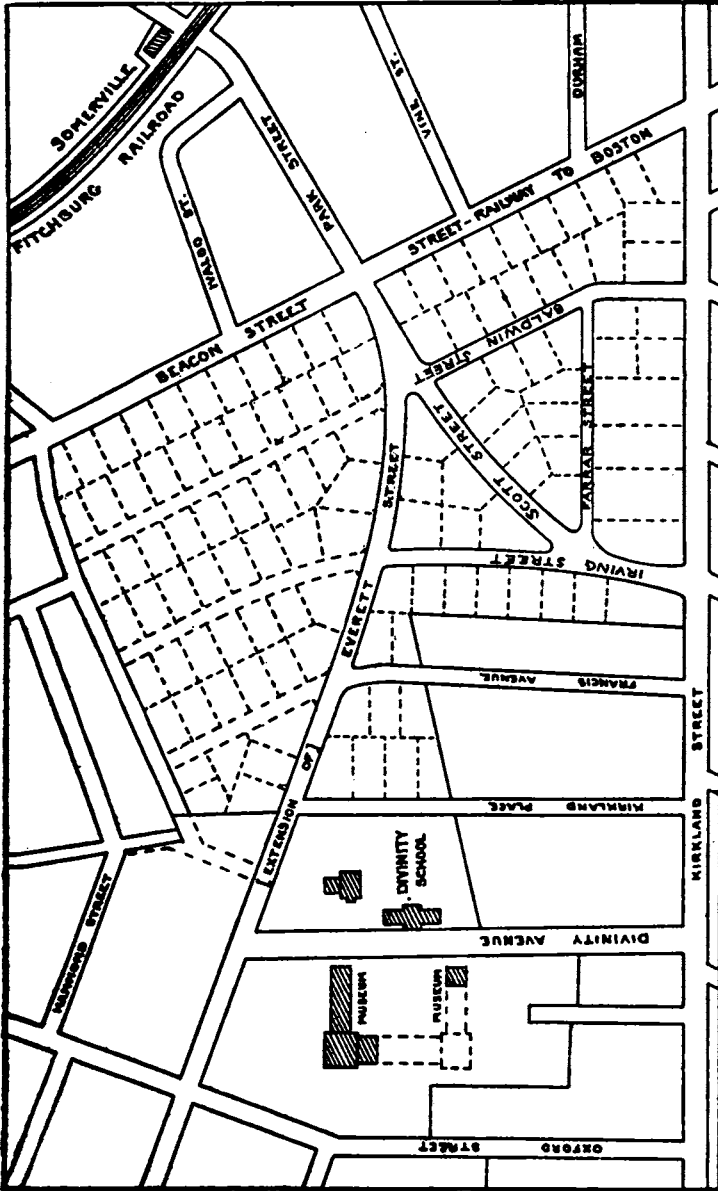 SOMERVILLE
FITCHBURG RAILROAD
WALDO ST.
PARK STREET
VINE ST.
DURHAM
BEACON STREET
STREET-RAILWAY TO BOSTON
BALDWIN STREET
SCOTT STREET
FARRAR STREET
IRVING STREET
EXTENSION OF EVERETT STREET
FRANCIS AVENUE
KIRKLAND PLACE
KIRKLAND STREET
HAMMOND STREET
DIVINITY SCHOOL
DIVINITY AVENUE
MUSEUM
MUSEUM
OXFORD STREET